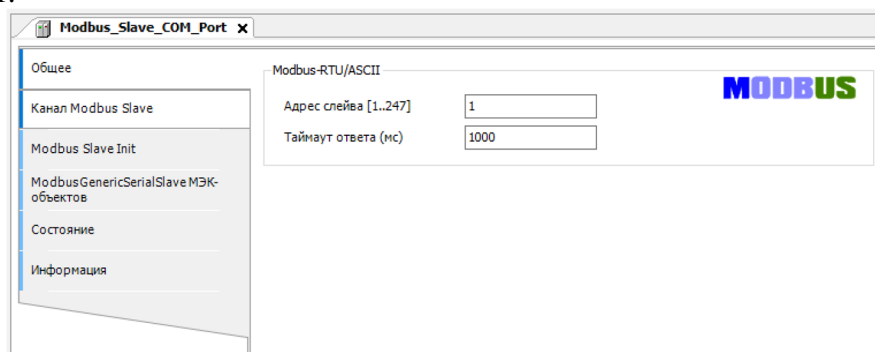 Modbus_Slave_COM_Port x
Общее
Канал Modbus Slave
Modbus Slave Init
ModbusGenericSerialSlave МЭК-
объектов
Состояние
Информация
Modbus-RTU/ASCII
MODBUS
Адрес слейва [1..247]
1
Таймаут ответа (мс)
1000